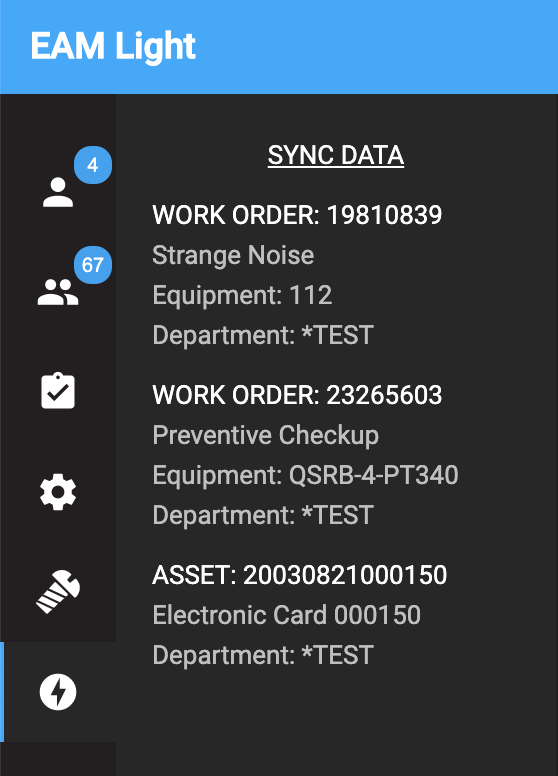 EAM Light
4
67
SYNC DATA
WORK ORDER: 19810839
Strange Noise
Equipment: 112
Department: *TEST
WORK ORDER: 23265603
Preventive Checkup
Equipment: QSRB-4-PT340
Department: *TEST
ASSET: 20030821000150
Electronic Card 000150
Department: *TEST